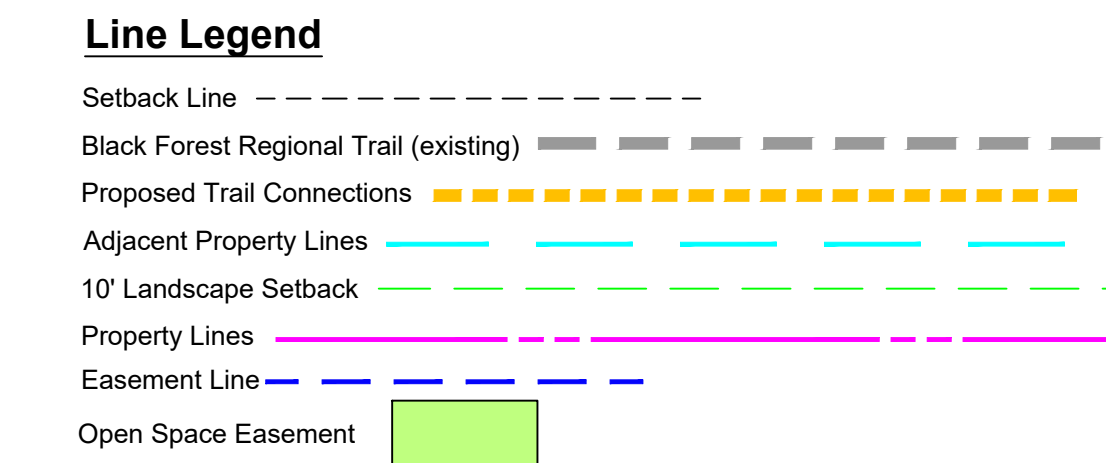 Line Legend
Setback Line
Black Forest Regional Trail (existing)
Proposed Trail Connections
Adjacent Property Lines
10' Landscape Setback
Property Lines
Easement Line
Open Space Easement